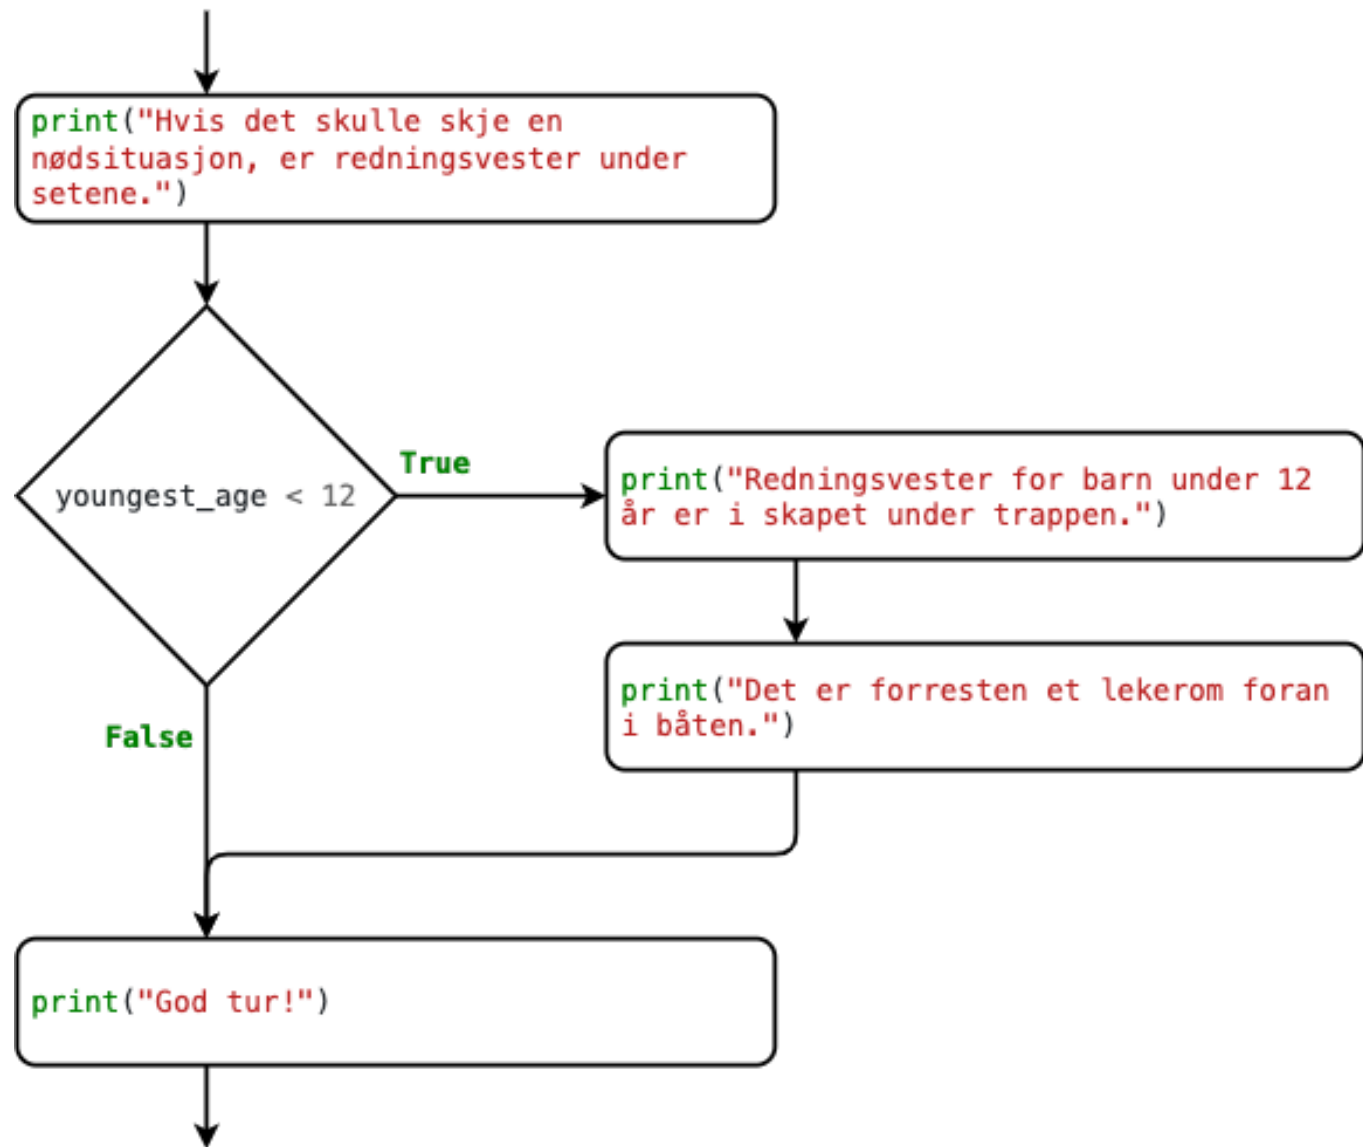 print("Hvis det skulle skje en
nødsituasjon, er redningsvester under
setene.")
youngest_age < 12
True
print("Redningsvester for barn under 12
år er i skapet under trappen.")
print("Det er forresten et lekerom foran
i båten.")
False
print("God tur!")